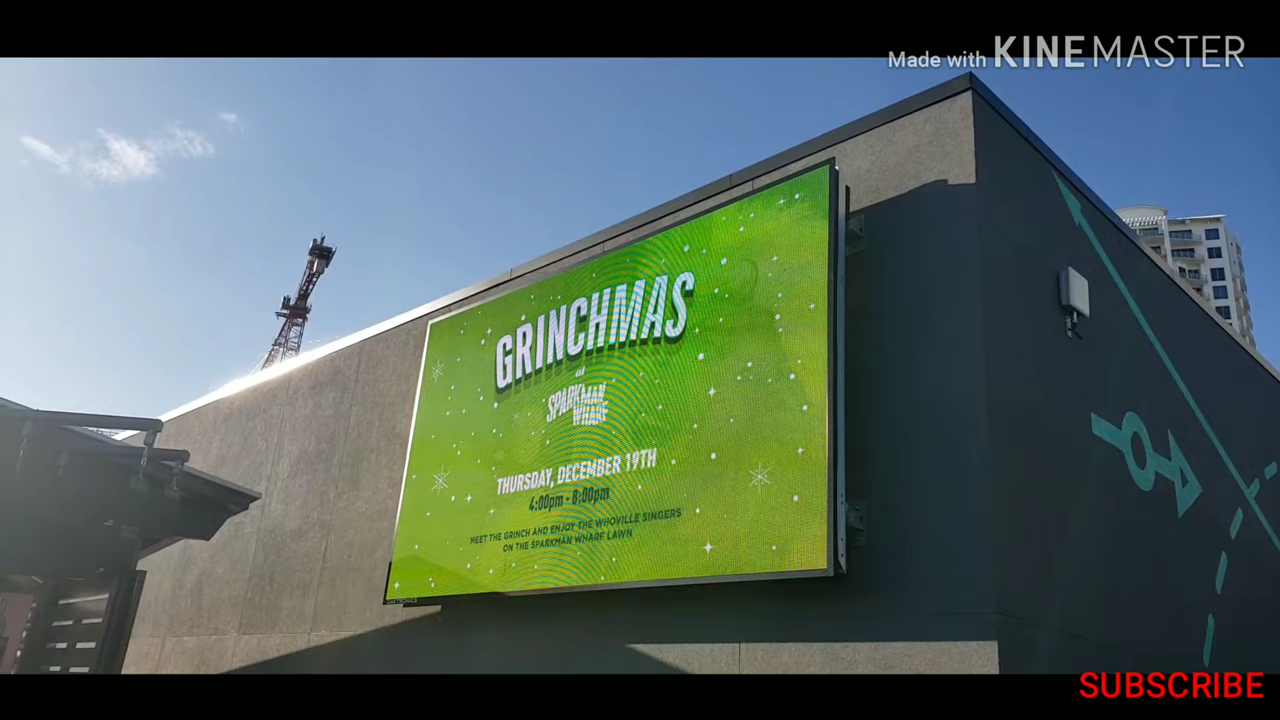 Made with KINEMASTER
GRINCHMAS
at
SPARKMAN
WHARF
THURSDAY, DECEMBER 19TH
4:00pm - 8:00pm
MEET THE GRINCH AND ENJOY THE WHOVILLE SINGERS
ON THE SPARKMAN WHARF LAWN
DAKTRONICS
SUBSCRIBE